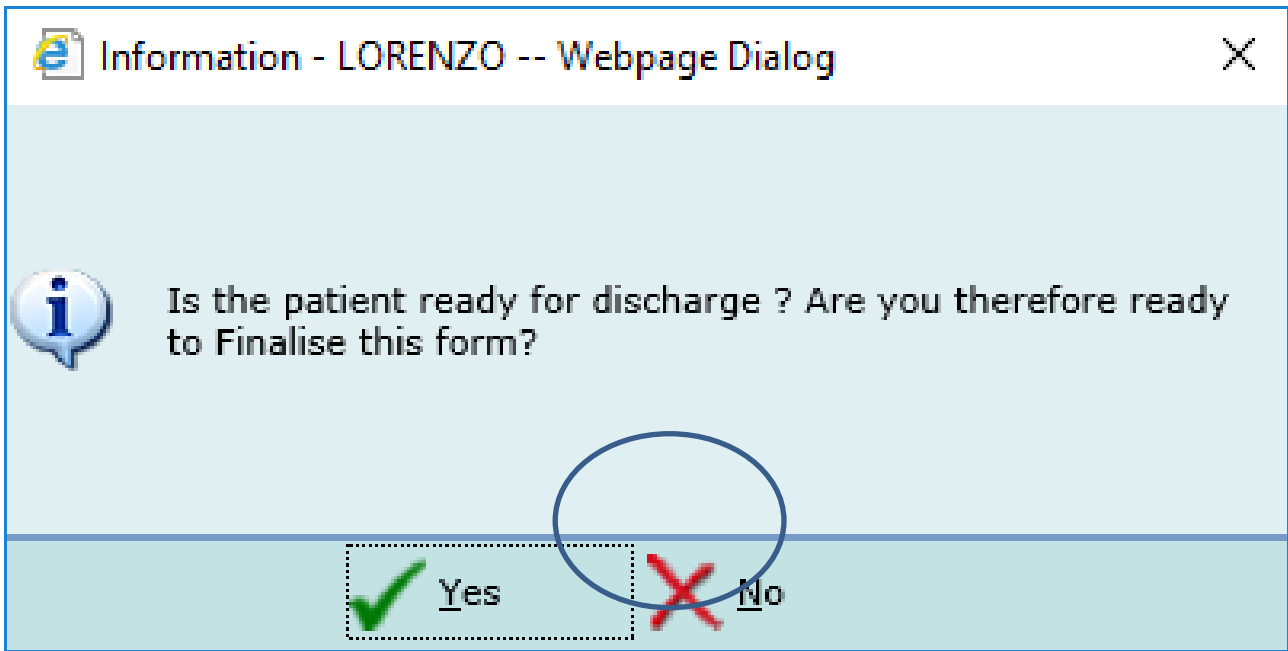 Information - LORENZO -- Webpage Dialog
Is the patient ready for discharge ? Are you therefore ready
to Finalise this form?
Yes No